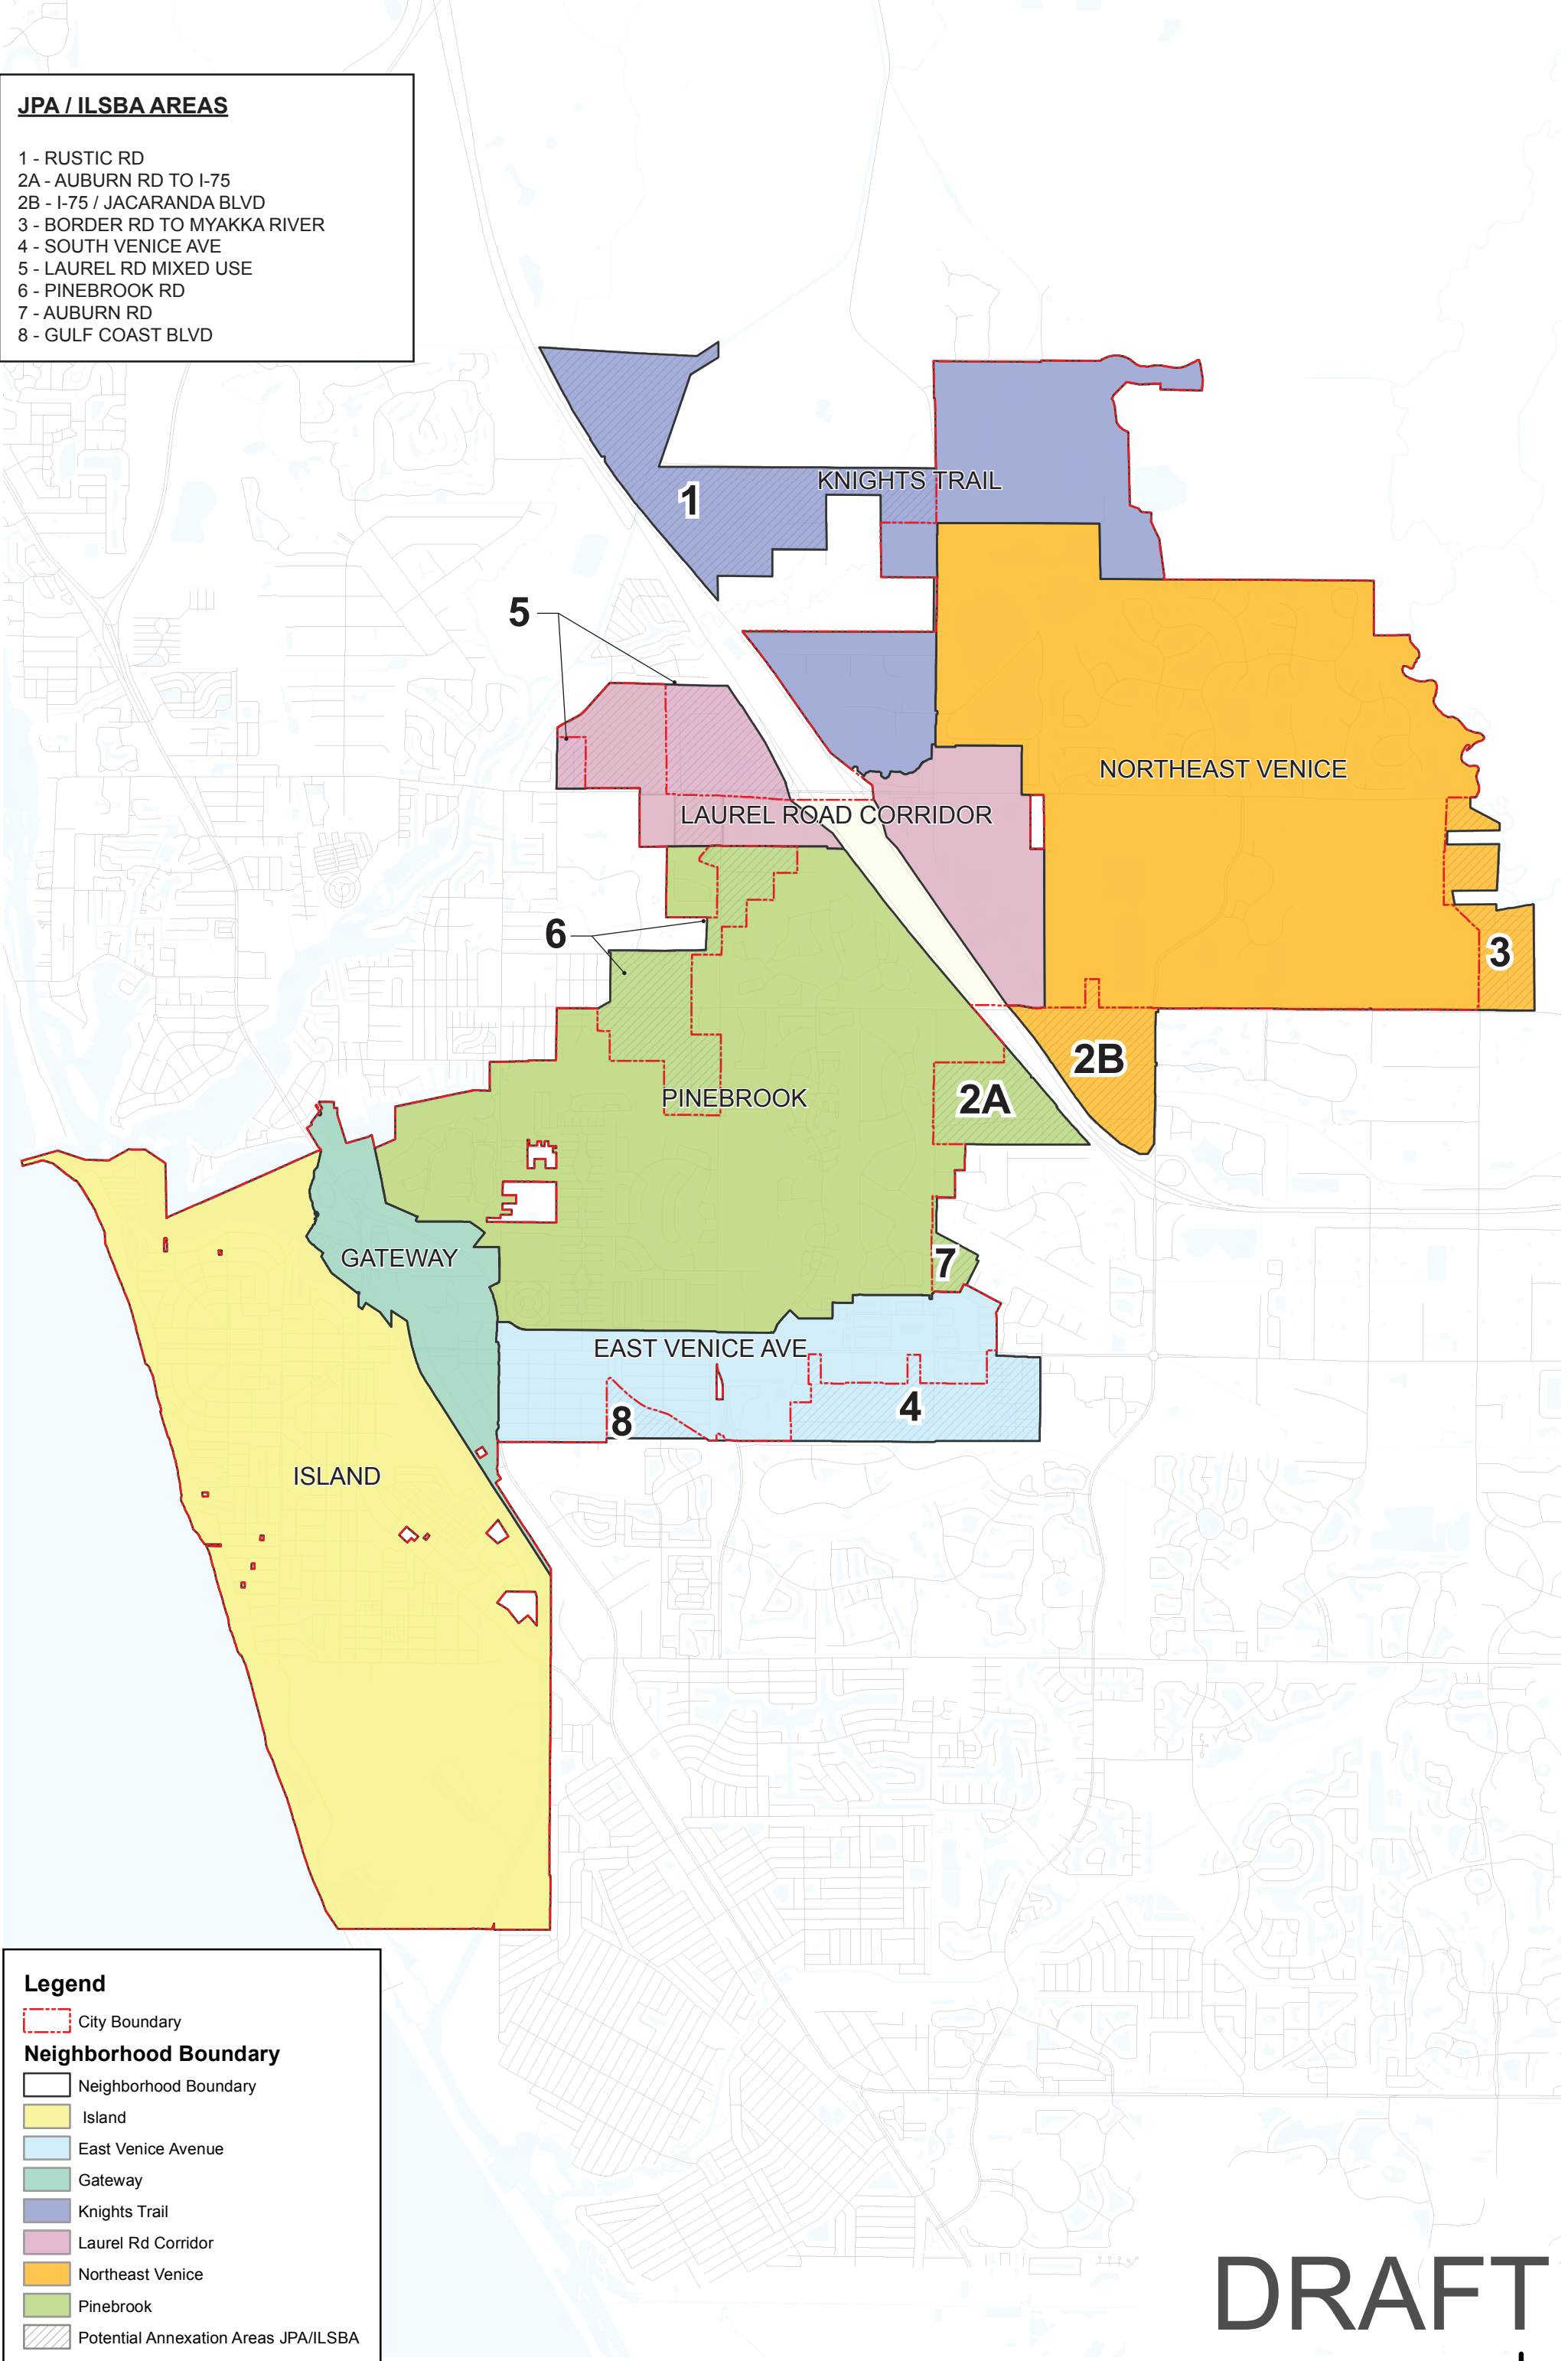 JPA / ILSBA AREAS
1 - RUSTIC RD
2A - AUBURN RD TO I-75
2B - I-75 / JACARANDA BLVD
3 - BORDER RD TO MYAKKA RIVER
4 - SOUTH VENICE AVE
5 - LAUREL RD MIXED USE
6 - PINEBROOK RD
7 - AUBURN RD
8 - GULF COAST BLVD
KNIGHTS TRAIL
1
5
NORTHEAST VENICE
LAUREL ROAD CORRIDOR
6
3
2B
2A
PINEBROOK
GATEWAY
7
EAST VENICE AVE
4
8
ISLAND
Legend
City Boundary
Neighborhood Boundary
Neighborhood Boundary
Island
East Venice Avenue
Gateway
Knights Trail
Laurel Rd Corridor
Northeast Venice
Pinebrook
Potential Annexation Areas JPA/ILSBA
DRAFT